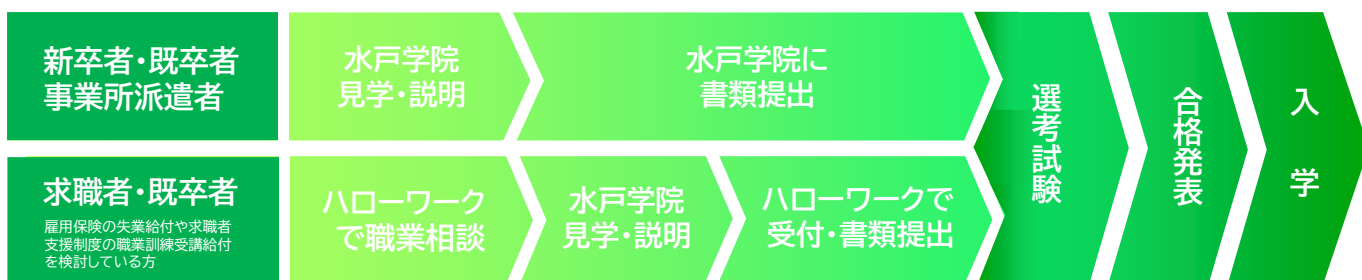 新卒者・既卒者
事業所派遣者
水戸学院
見学・説明
水戸学院に
書類提出
求職者・既卒者
雇用保険の失業給付や求職者
支援制度の職業訓練受講給付
を検討している方
ハローワーク
で職業相談
水戸学院
見学・説明
ハローワークで
受付・書類提出
選考試験
合格発表
入学